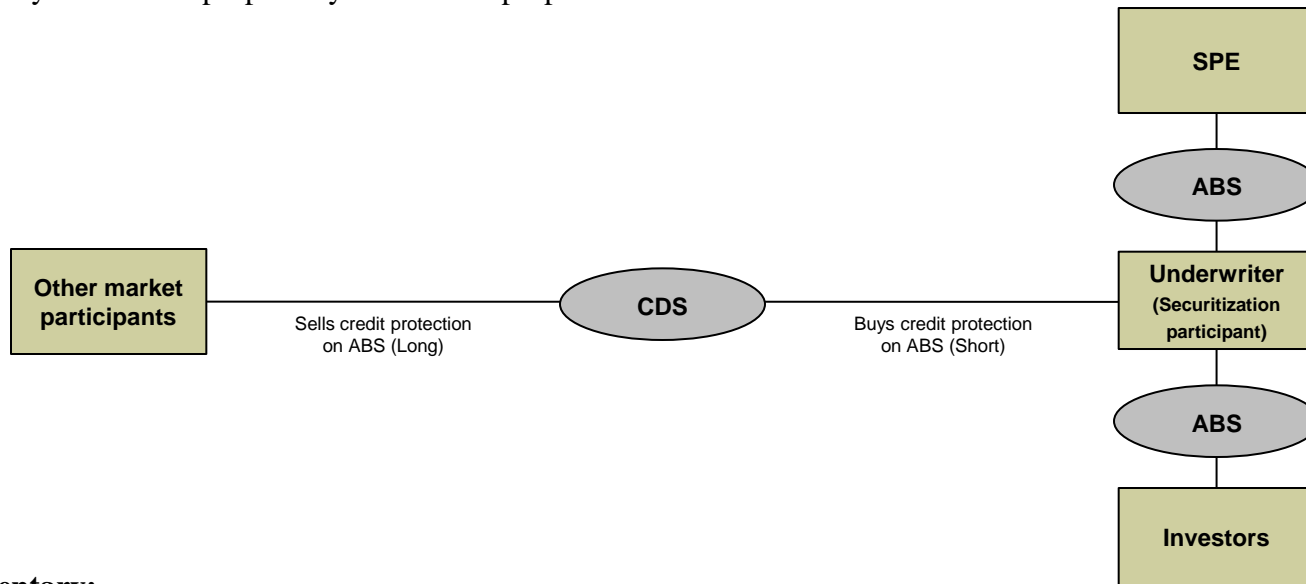 SPE
ABS
Other market
participants
Sells credit protection
on ABS (Long)
CDS
Buys credit protection
on ABS (Short)
Underwriter
(Securitization
participant)
ABS
Investors
entory: